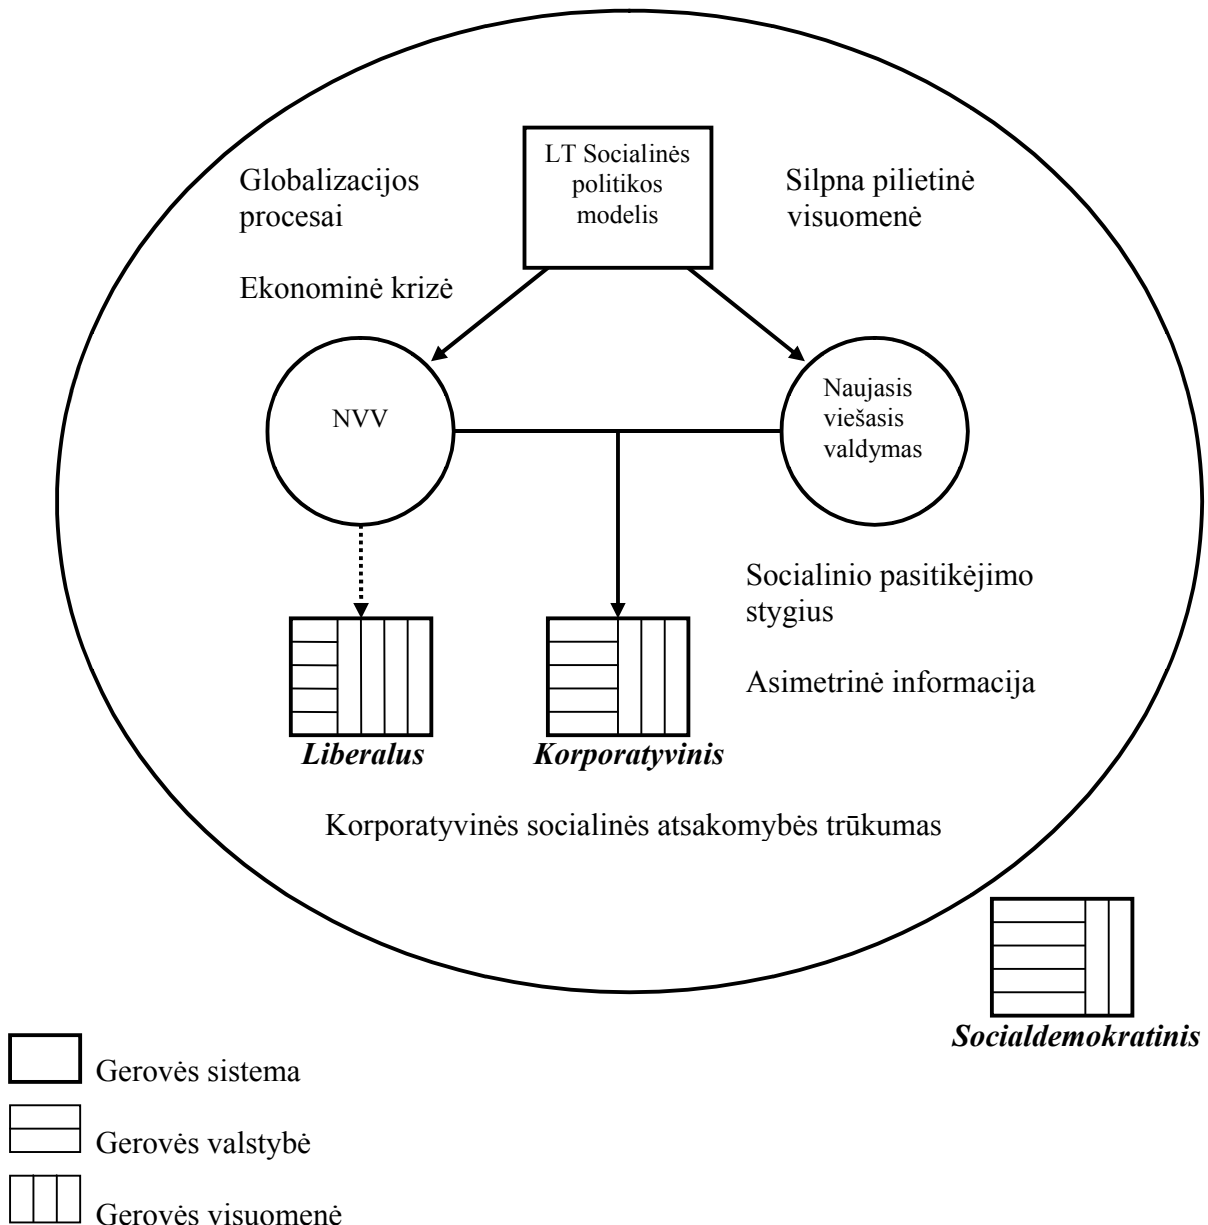 LT Socialinės
politikos
modelis
Globalizacijos
procesai
Silpna pilietinė
visuomenė
Ekonominė krizė
NVV
Naujasis
viešasis
valdymas
Socialinio pasitikėjimo
stygius
Asimetrinė informacija
Liberalus
Korporatyvinis
Korporatyvinės socialinės atsakomybės trūkumas
Socialdemokratinis
Gerovės sistema
Gerovės valstybė
Gerovės visuomenė